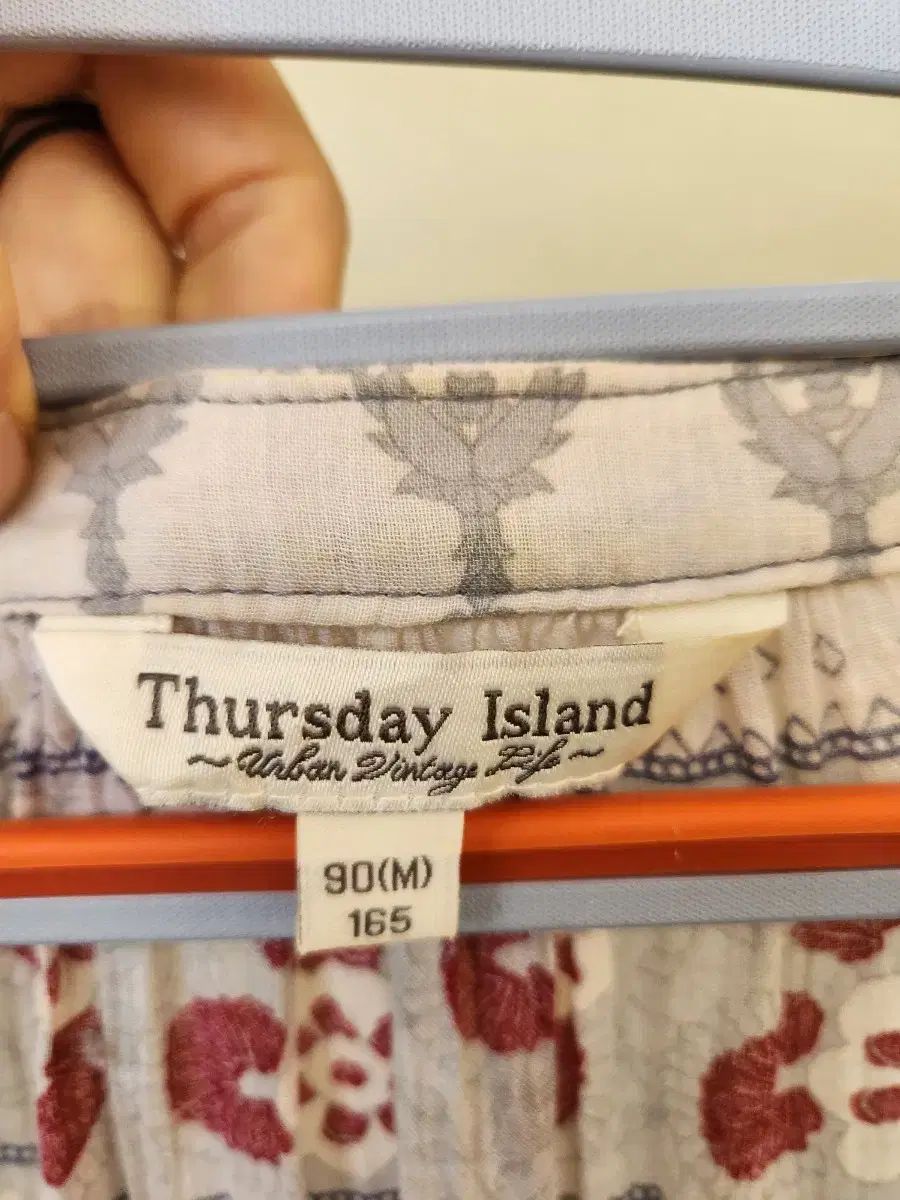 Thursday Island
~Urban Vintage Life~
90(M)
165